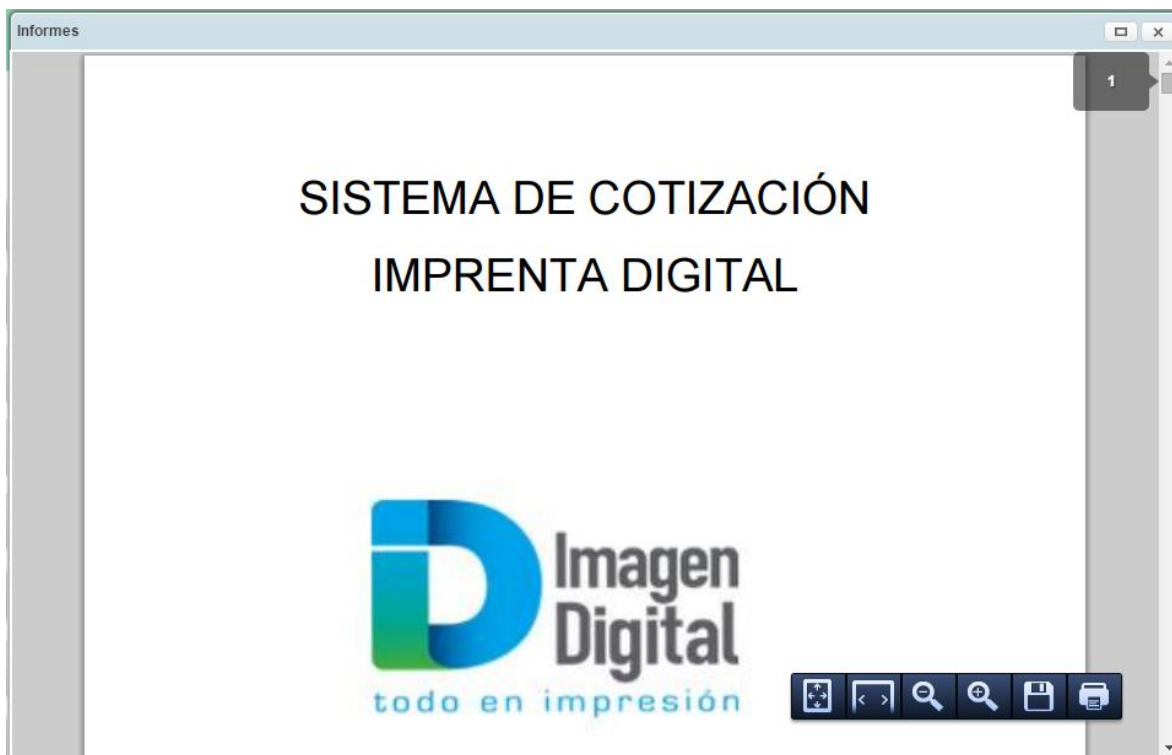 Informes
1
SISTEMA DE COTIZACIÓN
IMPRENTA DIGITAL
Imagen
Digital
todo en impresión